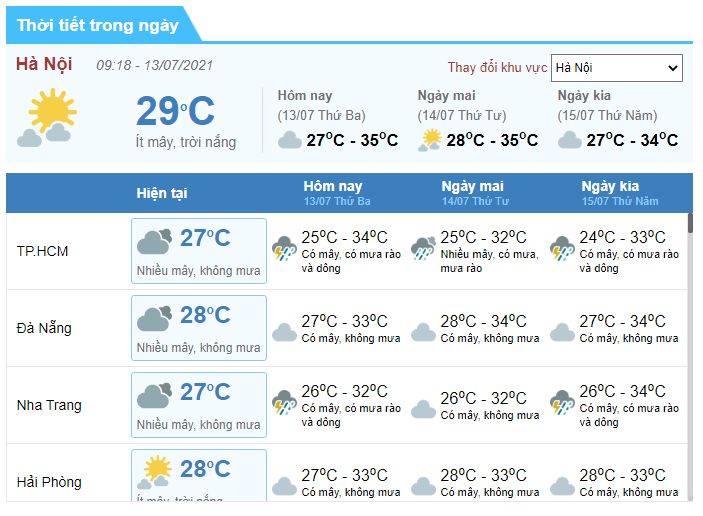 Thời tiết trong ngày
Hà Nội 09:18 - 13/07/2021
Thay đổi khu vực Hà Nội
29°C
Ít mây, trời nắng
Hôm nay
(13/07 Thứ Ba)
27°C - 35°C
Ngày mai
(14/07 Thứ Tư)
28°C - 35°C
Ngày kia
(15/07 Thứ Năm)
27°C - 34°C
Hiện tại
Hôm nay
13/07 Thứ Ba
Ngày mai
14/07 Thứ Tư
Ngày kia
15/07 Thứ Năm
TP.HCM
27°C
Nhiều mây, không mưa
25°C - 34°C
Có mây, có mưa rào
và dông
25°C - 32°C
Nhiều mây, có mưa,
mưa rào
24°C - 33°C
Có mây, có mưa rào
và dông
Đà Nẵng
28°C
Nhiều mây, không mưa
27°C - 33°C
Có mây, không mưa
28°C - 34°C
Có mây, không mưa
27°C - 34°C
Có mây, không mưa
Nha Trang
27°C
Nhiều mây, không mưa
26°C - 32°C
Có mây, có mưa rào
và dông
26°C - 32°C
Có mây, không mưa
26°C - 34°C
Có mây, có mưa rào
và dông
Hải Phòng
28°C
Ít mây, trời nắng
27°C - 33°C
Có mây, không mưa
28°C - 33°C
Có mây, không mưa
28°C - 33°C
Có mây, không mưa